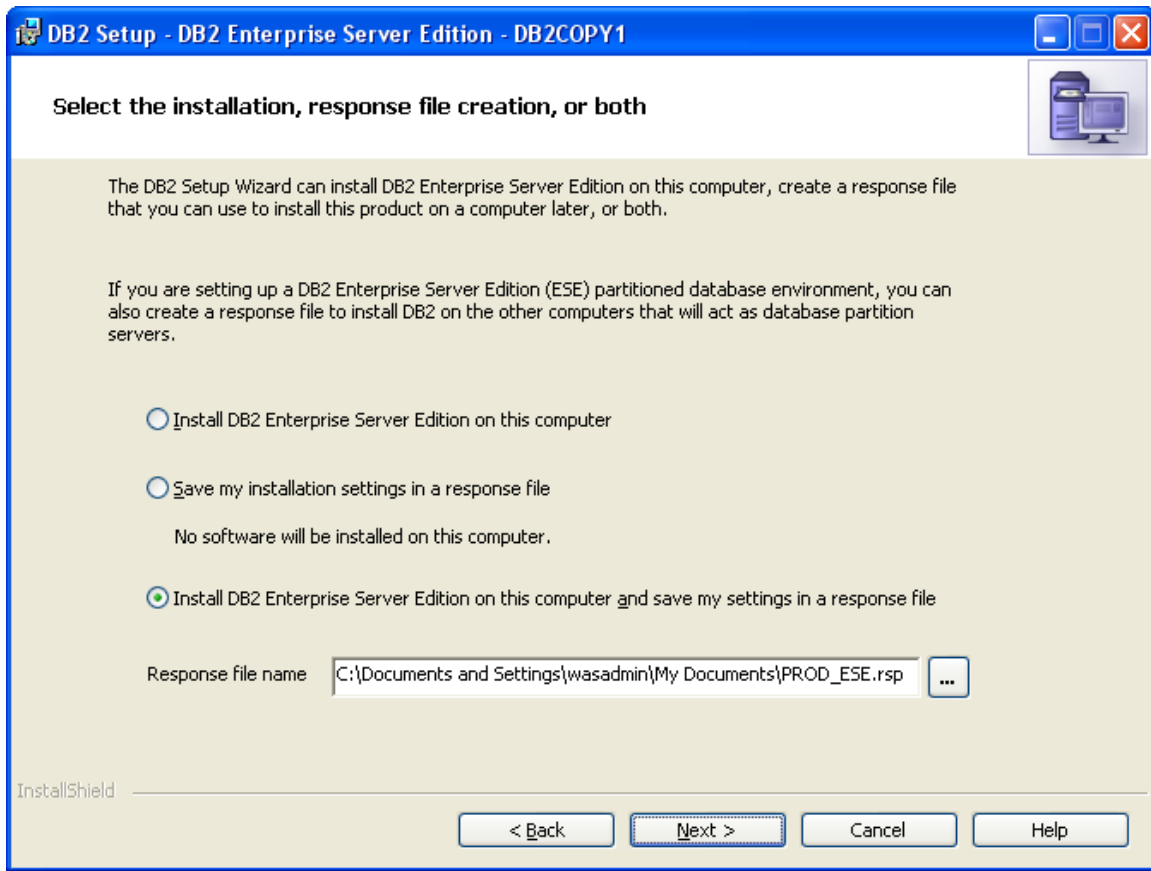 DB2 Setup - DB2 Enterprise Server Edition - DB2COPY1
Select the installation, response file creation, or both
The DB2 Setup Wizard can install DB2 Enterprise Server Edition on this computer, create a response file
that you can use to install this product on a computer later, or both.
If you are setting up a DB2 Enterprise Server Edition (ESE) partitioned database environment, you can
also create a response file to install DB2 on the other computers that will act as database partition
servers.
Install DB2 Enterprise Server Edition on this computer
Save my installation settings in a response file
No software will be installed on this computer.
Install DB2 Enterprise Server Edition on this computer and save my settings in a response file
Response file name C:\Documents and Settings\wasadmin\My Documents\PROD_ESE.rsp ...
InstallShield
< Back Next > Cancel Help